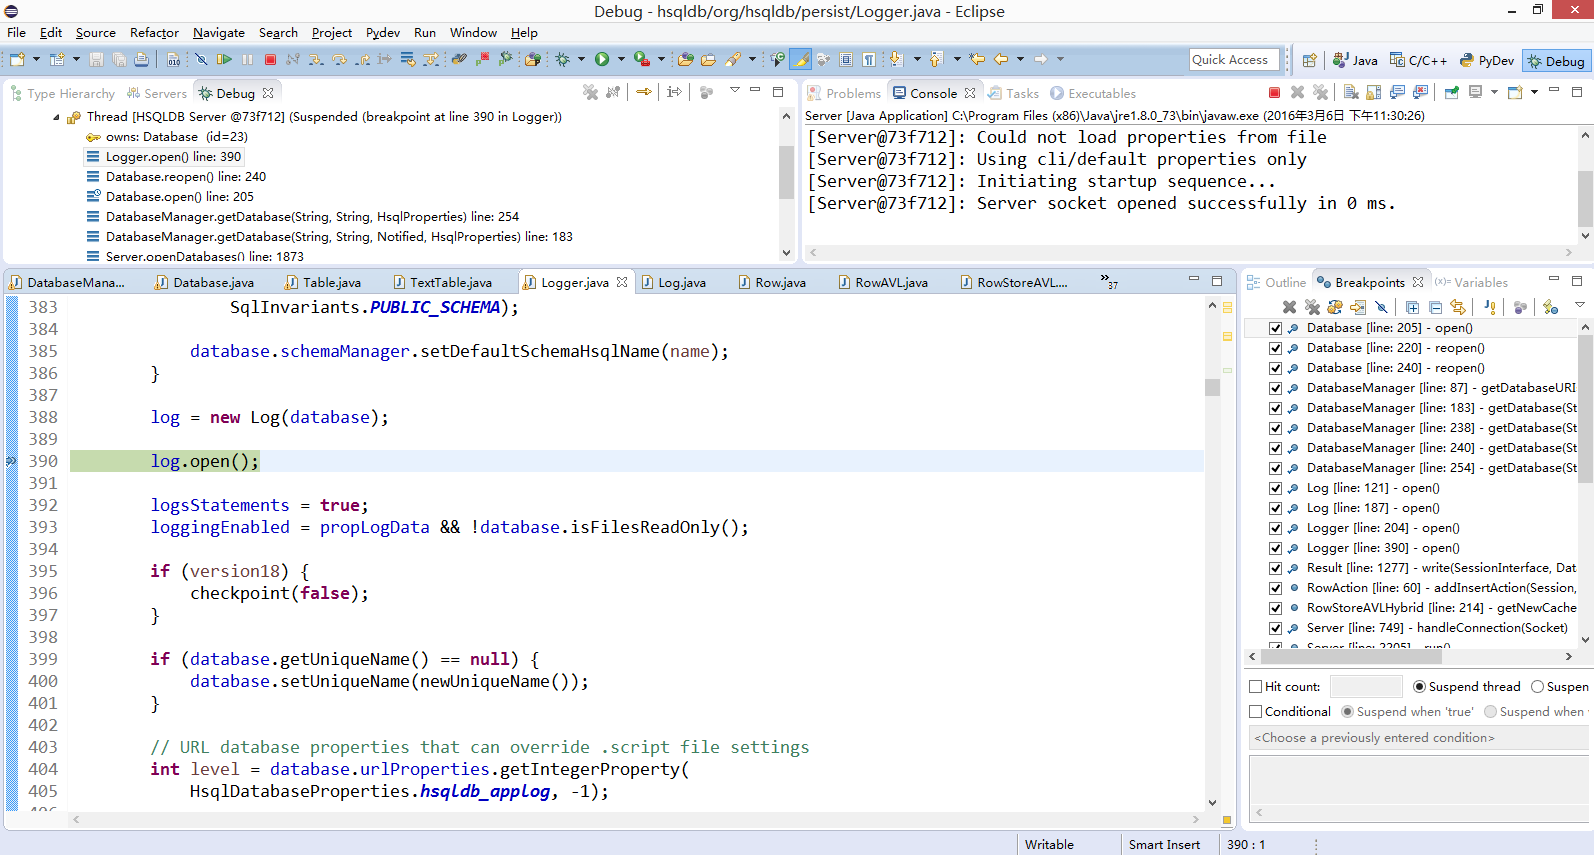 Debug - hsqldb/org/hsqldb/persist/Logger.java - Eclipse
File Edit Source Refactor Navigate Search Project Pydev Run Window Help
Quick Access
Java C/C++ PyDev Debug
Type Hierarchy Servers Debug
Thread [HSQLDB Server @73f712] (Suspended (breakpoint at line 390 in Logger))
owns: Database (id=23)
Logger.open() line: 390
Database.reopen() line: 240
Database.open() line: 205
DatabaseManager.getDatabase(String, String, HsqlProperties) line: 254
DatabaseManager.getDatabase(String, String, Notified, HsqlProperties) line: 183
Server.openDatabases() line: 1873
Problems Console Tasks Executables
Server [Java Application] C:\Program Files (x86)\Java\jre1.8.0_73\bin\javaw.exe (2016年3月6日 下午11:30:26)
[Server@73f712]: Could not load properties from file
[Server@73f712]: Using cli/default properties only
[Server@73f712]: Initiating startup sequence...
[Server@73f712]: Server socket opened successfully in 0 ms.
DatabaseMana... Database.java Table.java TextTable.java Logger.java Log.java Row.java RowAVL.java RowStoreAVL.... »37
383 SqlInvariants.PUBLIC_SCHEMA);
384
385 database.schemaManager.setDefaultSchemaHsqlName(name);
386 }
387
388 log = new Log(database);
389
390 log.open();
391
392 logsStatements = true;
393 loggingEnabled = propLogData && !database.isFilesReadOnly();
394
395 if (version18) {
396 checkpoint(false);
397 }
398
399 if (database.getUniqueName() == null) {
400 database.setUniqueName(newUniqueName());
401 }
402
403 // URL database properties that can override .script file settings
404 int level = database.urlProperties.getIntegerProperty(
405 HsqlDatabaseProperties.hsqldb_applog, -1);
Outline Breakpoints (x)= Variables
Database [line: 205] - open()
Database [line: 220] - reopen()
Database [line: 240] - reopen()
DatabaseManager [line: 87] - getDatabaseURI
DatabaseManager [line: 183] - getDatabase(St
DatabaseManager [line: 238] - getDatabase(St
DatabaseManager [line: 240] - getDatabase(St
DatabaseManager [line: 254] - getDatabase(St
Log [line: 121] - open()
Log [line: 187] - open()
Logger [line: 204] - open()
Logger [line: 390] - open()
Result [line: 1277] - write(SessionInterface, Dat
RowAction [line: 60] - addInsertAction(Session,
RowStoreAVLHybrid [line: 214] - getNewCache
Server [line: 749] - handleConnection(Socket)
Server [line: 2205] - run()
Hit count: Suspend thread Suspen
Conditional Suspend when 'true' Suspend when
<Choose a previously entered condition>
Writable Smart Insert 390 : 1